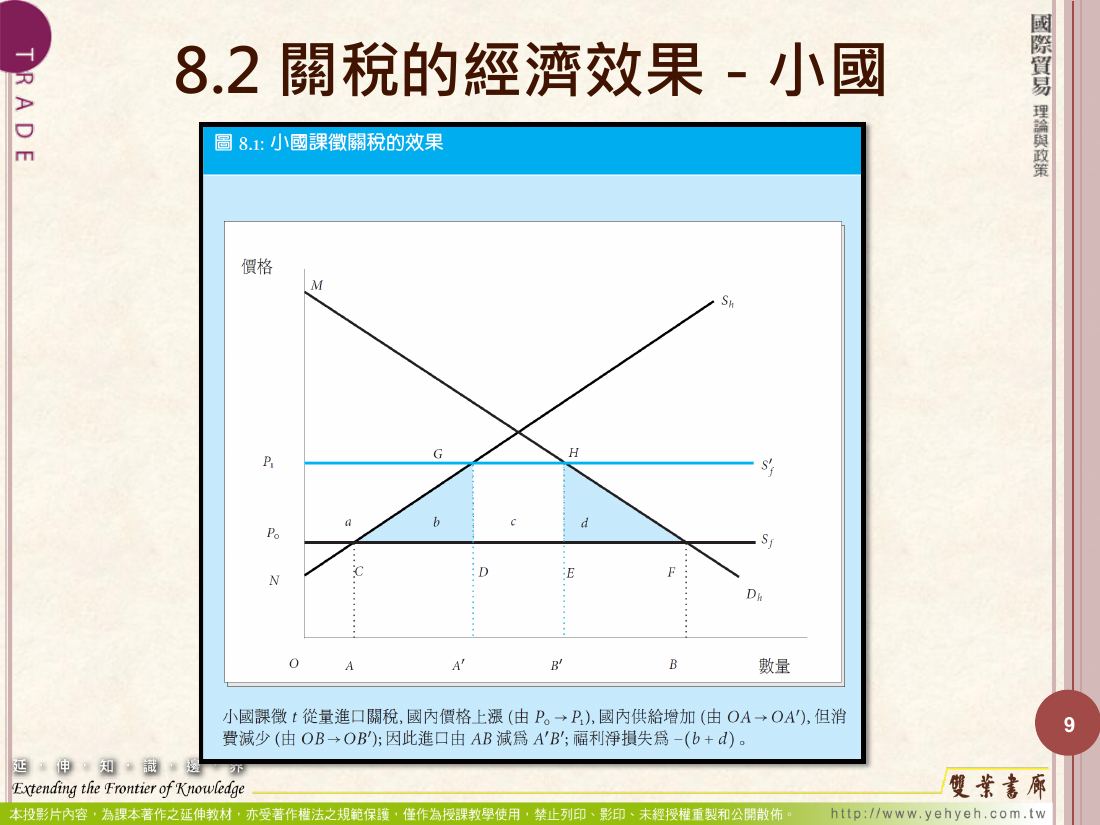 8.2 關稅的經濟效果 – 小國
TRADE
國際貿易 理論與政策
圖 8.1: 小國課徵關稅的效果
價格
M
Sh
G
H
P₁
S′f
a
b
c
d
P₀
Sf
N
C
D
E
F
Dh
O
A
A′
B′
B
數量
小國課徵 t 從量進口關稅, 國內價格上漲 (由 P₀→P₁), 國內供給增加 (由 OA→OA′), 但消
費減少 (由 OB→OB′); 因此進口由 AB 減為 A′B′; 福利淨損失為 −(b + d) 。
9
延 ‧ 伸 ‧ 知 ‧ 識 ‧ 邊 ‧ 界
Extending the Frontier of Knowledge
雙葉書廊
本投影片內容,為課本著作之延伸教材,亦受著作權法之規範保護,僅作為授課教學使用,禁止列印、影印、未經授權重製和公開散佈。
http://www.yehyeh.com.tw